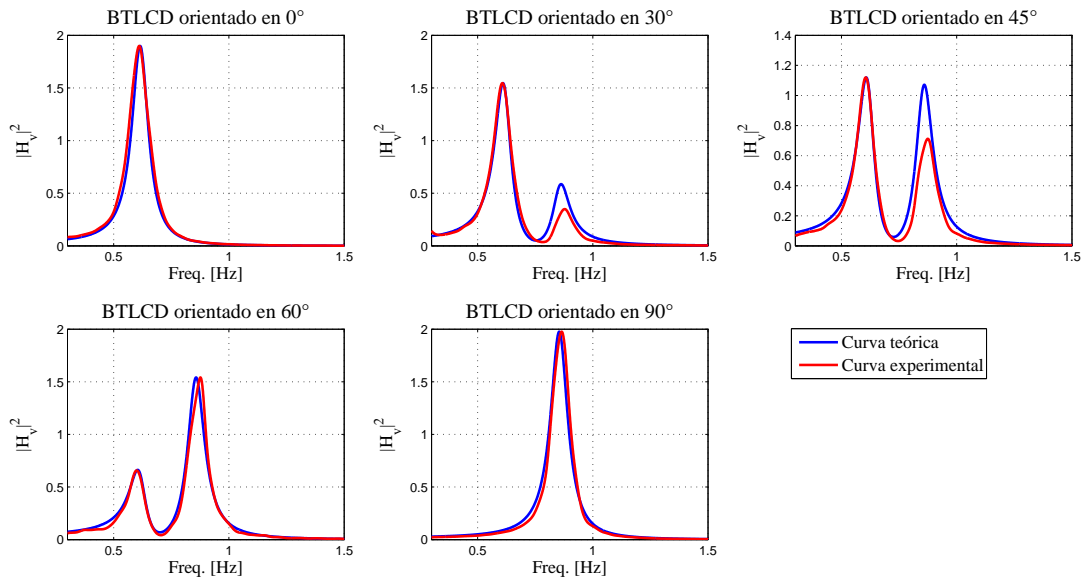 BTLCD orientado en 0°
2
1.5
1
0.5
0
0.5
1
1.5
|H_v|^2
Freq. [Hz]
BTLCD orientado en 30°
2
1.5
1
0.5
0
0.5
1
1.5
|H_v|^2
Freq. [Hz]
BTLCD orientado en 45°
1.4
1.2
1
0.8
0.6
0.4
0.2
0
0.5
1
1.5
|H_v|^2
Freq. [Hz]
BTLCD orientado en 60°
2
1.5
1
0.5
0
0.5
1
1.5
|H_v|^2
Freq. [Hz]
BTLCD orientado en 90°
2
1.5
1
0.5
0
0.5
1
1.5
|H_v|^2
Freq. [Hz]
Curva teórica
Curva experimental